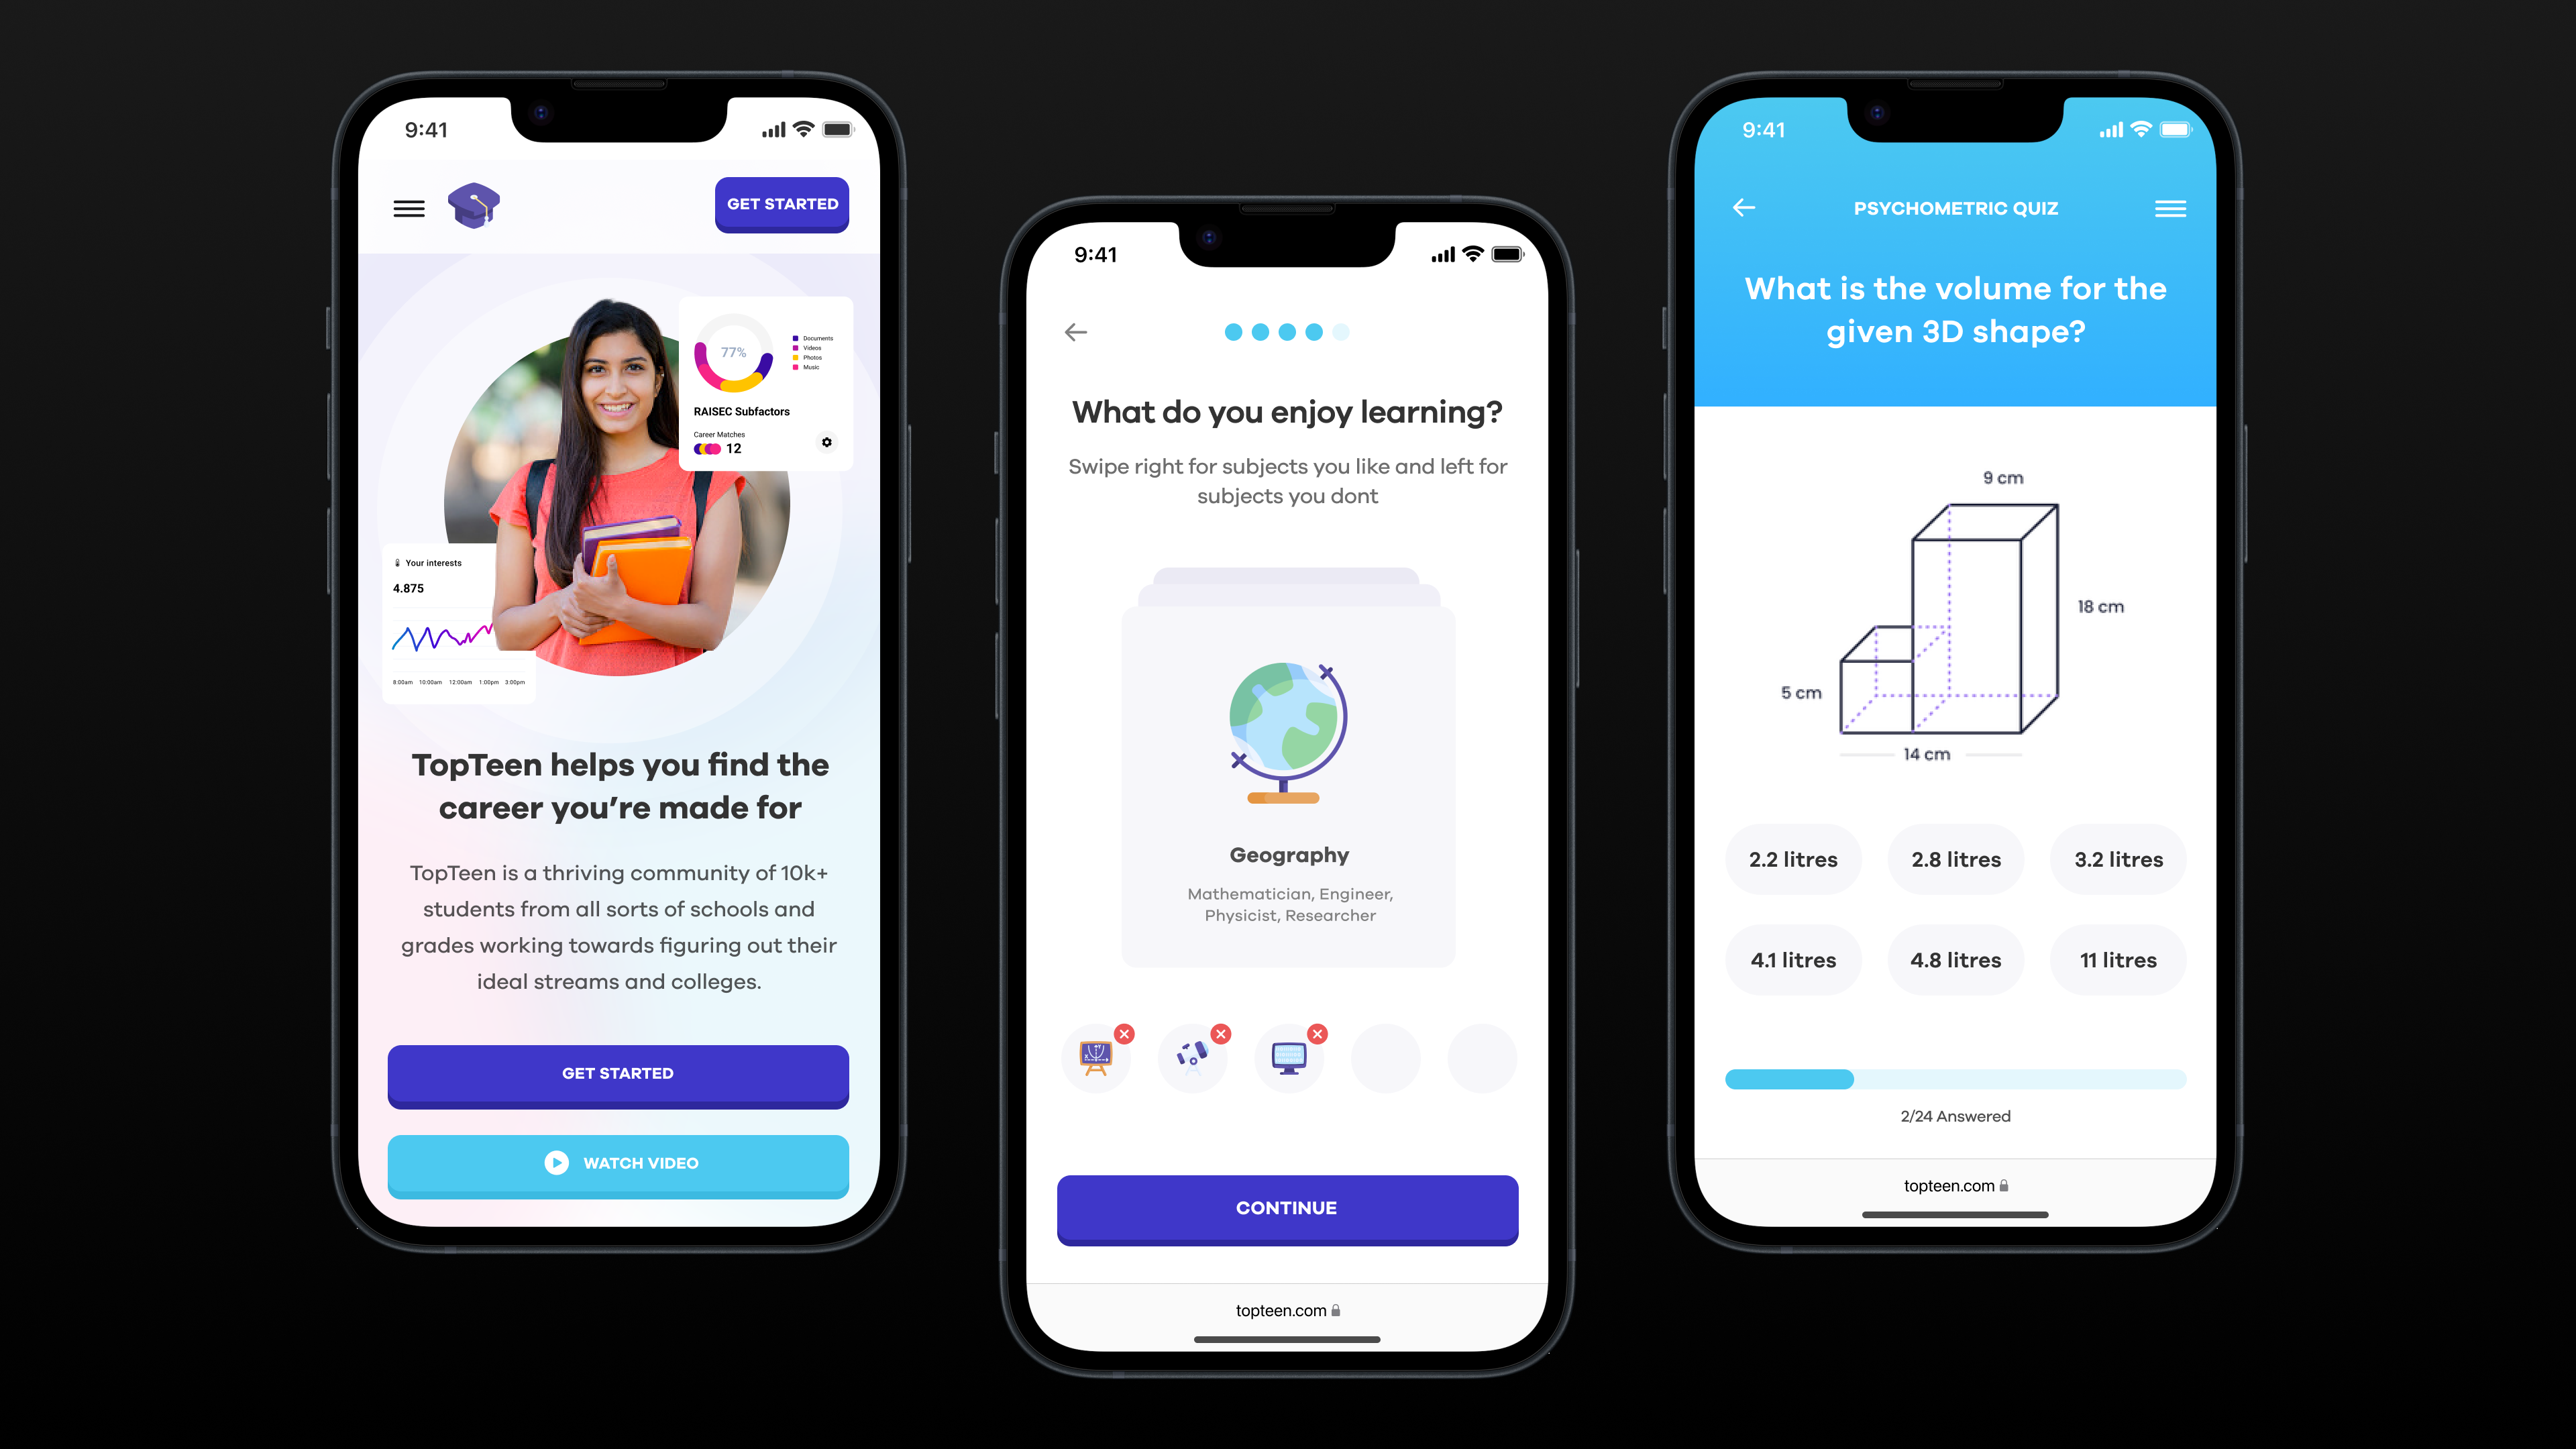 9:41
GET STARTED
77%
Documents
Videos
Photos
Music
RAISEC Subfactors
Career Matches
12
Your interests
4.875
8:00am 10:00am 12:00am 1:00pm 3:00pm
TopTeen helps you find the
career you’re made for
TopTeen is a thriving community of 10k+
students from all sorts of schools and
grades working towards figuring out their
ideal streams and colleges.
GET STARTED
WATCH VIDEO
9:41
What do you enjoy learning?
Swipe right for subjects you like and left for
subjects you dont
Geography
Mathematician, Engineer,
Physicist, Researcher
CONTINUE
topteen.com
9:41
PSYCHOMETRIC QUIZ
What is the volume for the
given 3D shape?
9 cm
18 cm
5 cm
14 cm
2.2 litres 2.8 litres 3.2 litres
4.1 litres 4.8 litres 11 litres
2/24 Answered
topteen.com